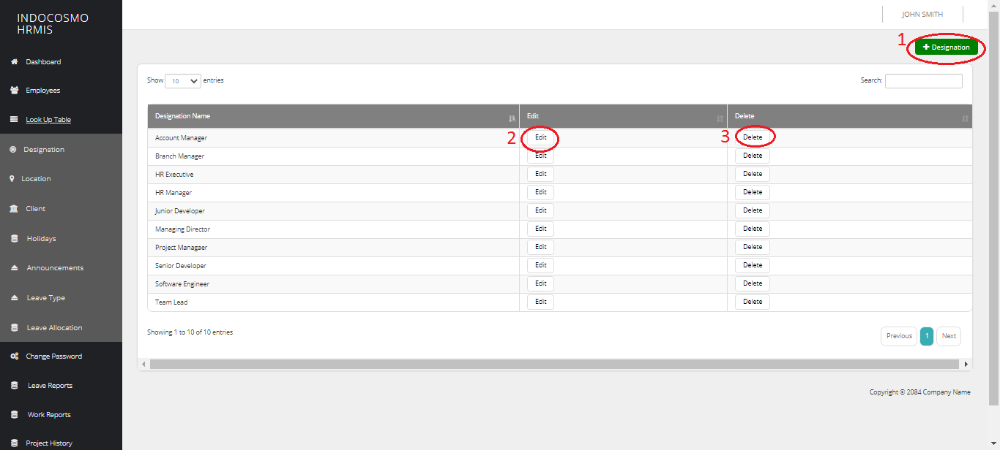 INDOCOSMO
HRMIS
JOHN SMITH
1
Designation
Dashboard
Employees
Look Up Table
Designation
Location
Client
Holidays
Announcements
Leave Type
Leave Allocation
Change Password
Leave Reports
Work Reports
Project History
Show 10 entries
Search:
Designation Name Edit Delete
Account Manager 2 Edit 3 Delete
Branch Manager Edit Delete
HR Executive Edit Delete
HR Manager Edit Delete
Junior Developer Edit Delete
Managing Director Edit Delete
Project Managaer Edit Delete
Senior Developer Edit Delete
Software Engineer Edit Delete
Team Lead Edit Delete
Showing 1 to 10 of 10 entries
Previous 1 Next
Copyright © 2084 Company Name